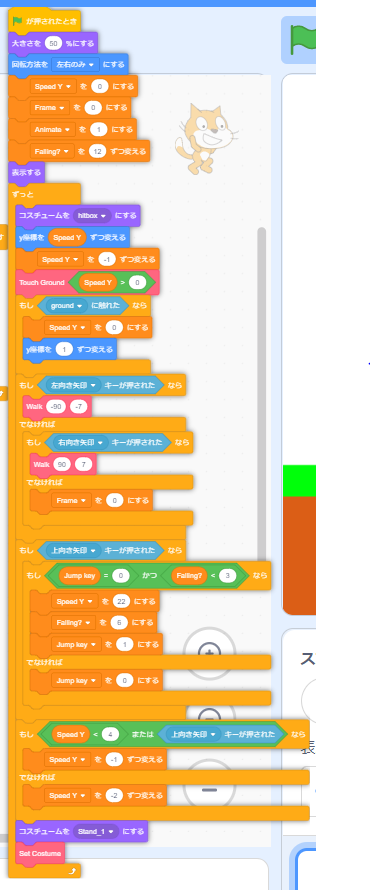 が押されたとき
大きさを 50 %にする
回転方法を 左右のみ にする
Speed Y を 0 にする
Frame を 0 にする
Animate を 1 にする
Falling? を 12 ずつ変える
表示する
ずっと
コスチュームを hitbox にする
y座標を Speed Y ずつ変える
Speed Y を -1 ずつ変える
Touch Ground Speed Y > 0
もし ground に触れた なら
Speed Y を 0 にする
y座標を 1 ずつ変える
もし 左向き矢印 キーが押された なら
Walk -90 -7
でなければ
もし 右向き矢印 キーが押された なら
Walk 90 7
でなければ
Frame を 0 にする
もし 上向き矢印 キーが押された なら
もし Jump key = 0 かつ Falling? < 3 なら
Speed Y を 22 にする
Falling? を 6 ずつ変える
Jump key を 1 にする
でなければ
Jump key を 0 にする
もし Speed Y < 4 または 上向き矢印 キーが押された なら
Speed Y を -1 ずつ変える
でなければ
Speed Y を -2 ずつ変える
コスチュームを Stand_1 にする
Set Costume
ス
表